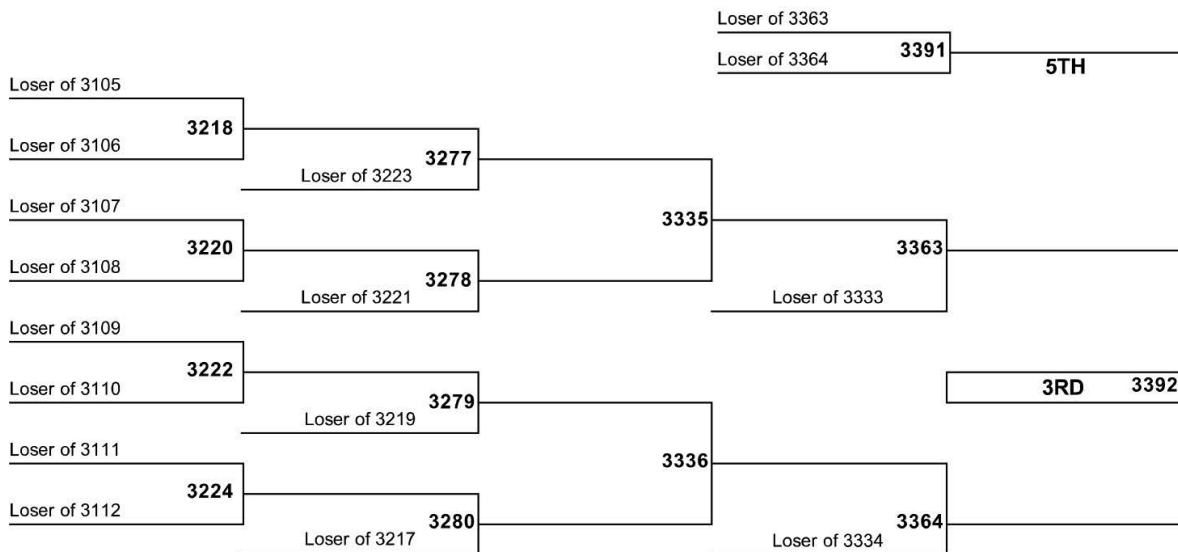 Loser of 3363
Loser of 3364
3391
5TH
Loser of 3105
3218
Loser of 3106
3277
Loser of 3223
Loser of 3107
3335
3220
3363
Loser of 3108
3278
Loser of 3221
Loser of 3333
Loser of 3109
3222
3RD
3392
Loser of 3110
3279
Loser of 3219
Loser of 3111
3336
3224
Loser of 3112
3280
3364
Loser of 3217
Loser of 3334